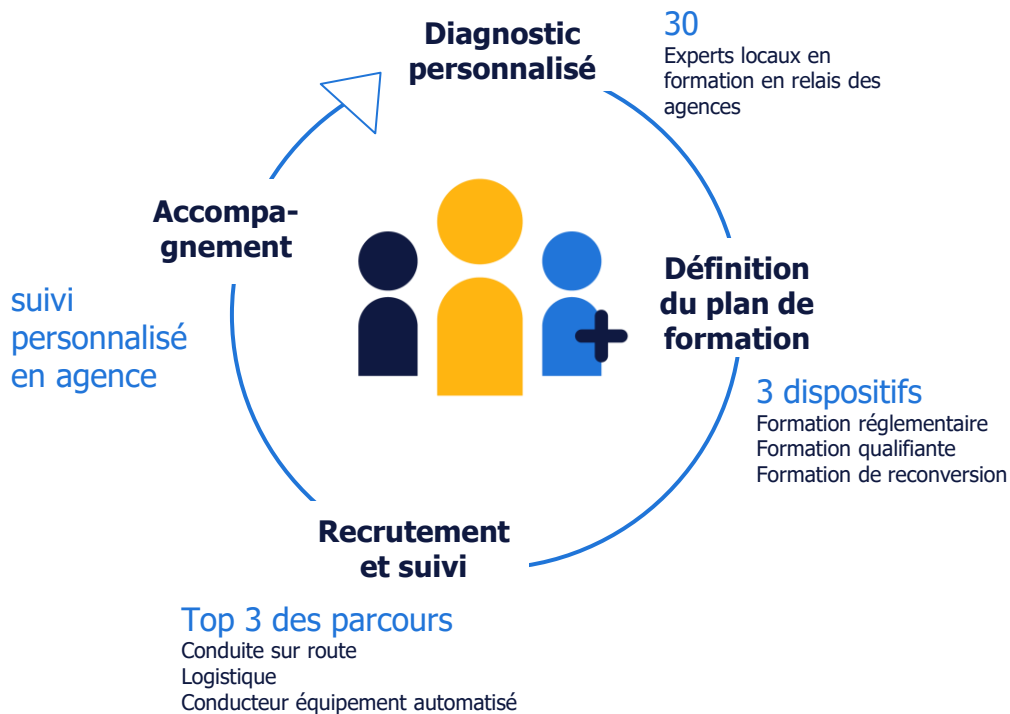 Diagnostic
personnalisé
30
Experts locaux en
formation en relais des
agences
Définition
du plan de
formation
3 dispositifs
Formation réglementaire
Formation qualifiante
Formation de reconversion
Recrutement
et suivi
Top 3 des parcours
Conduite sur route
Logistique
Conducteur équipement automatisé
Accompa-
gnement
suivi
personnalisé
en agence